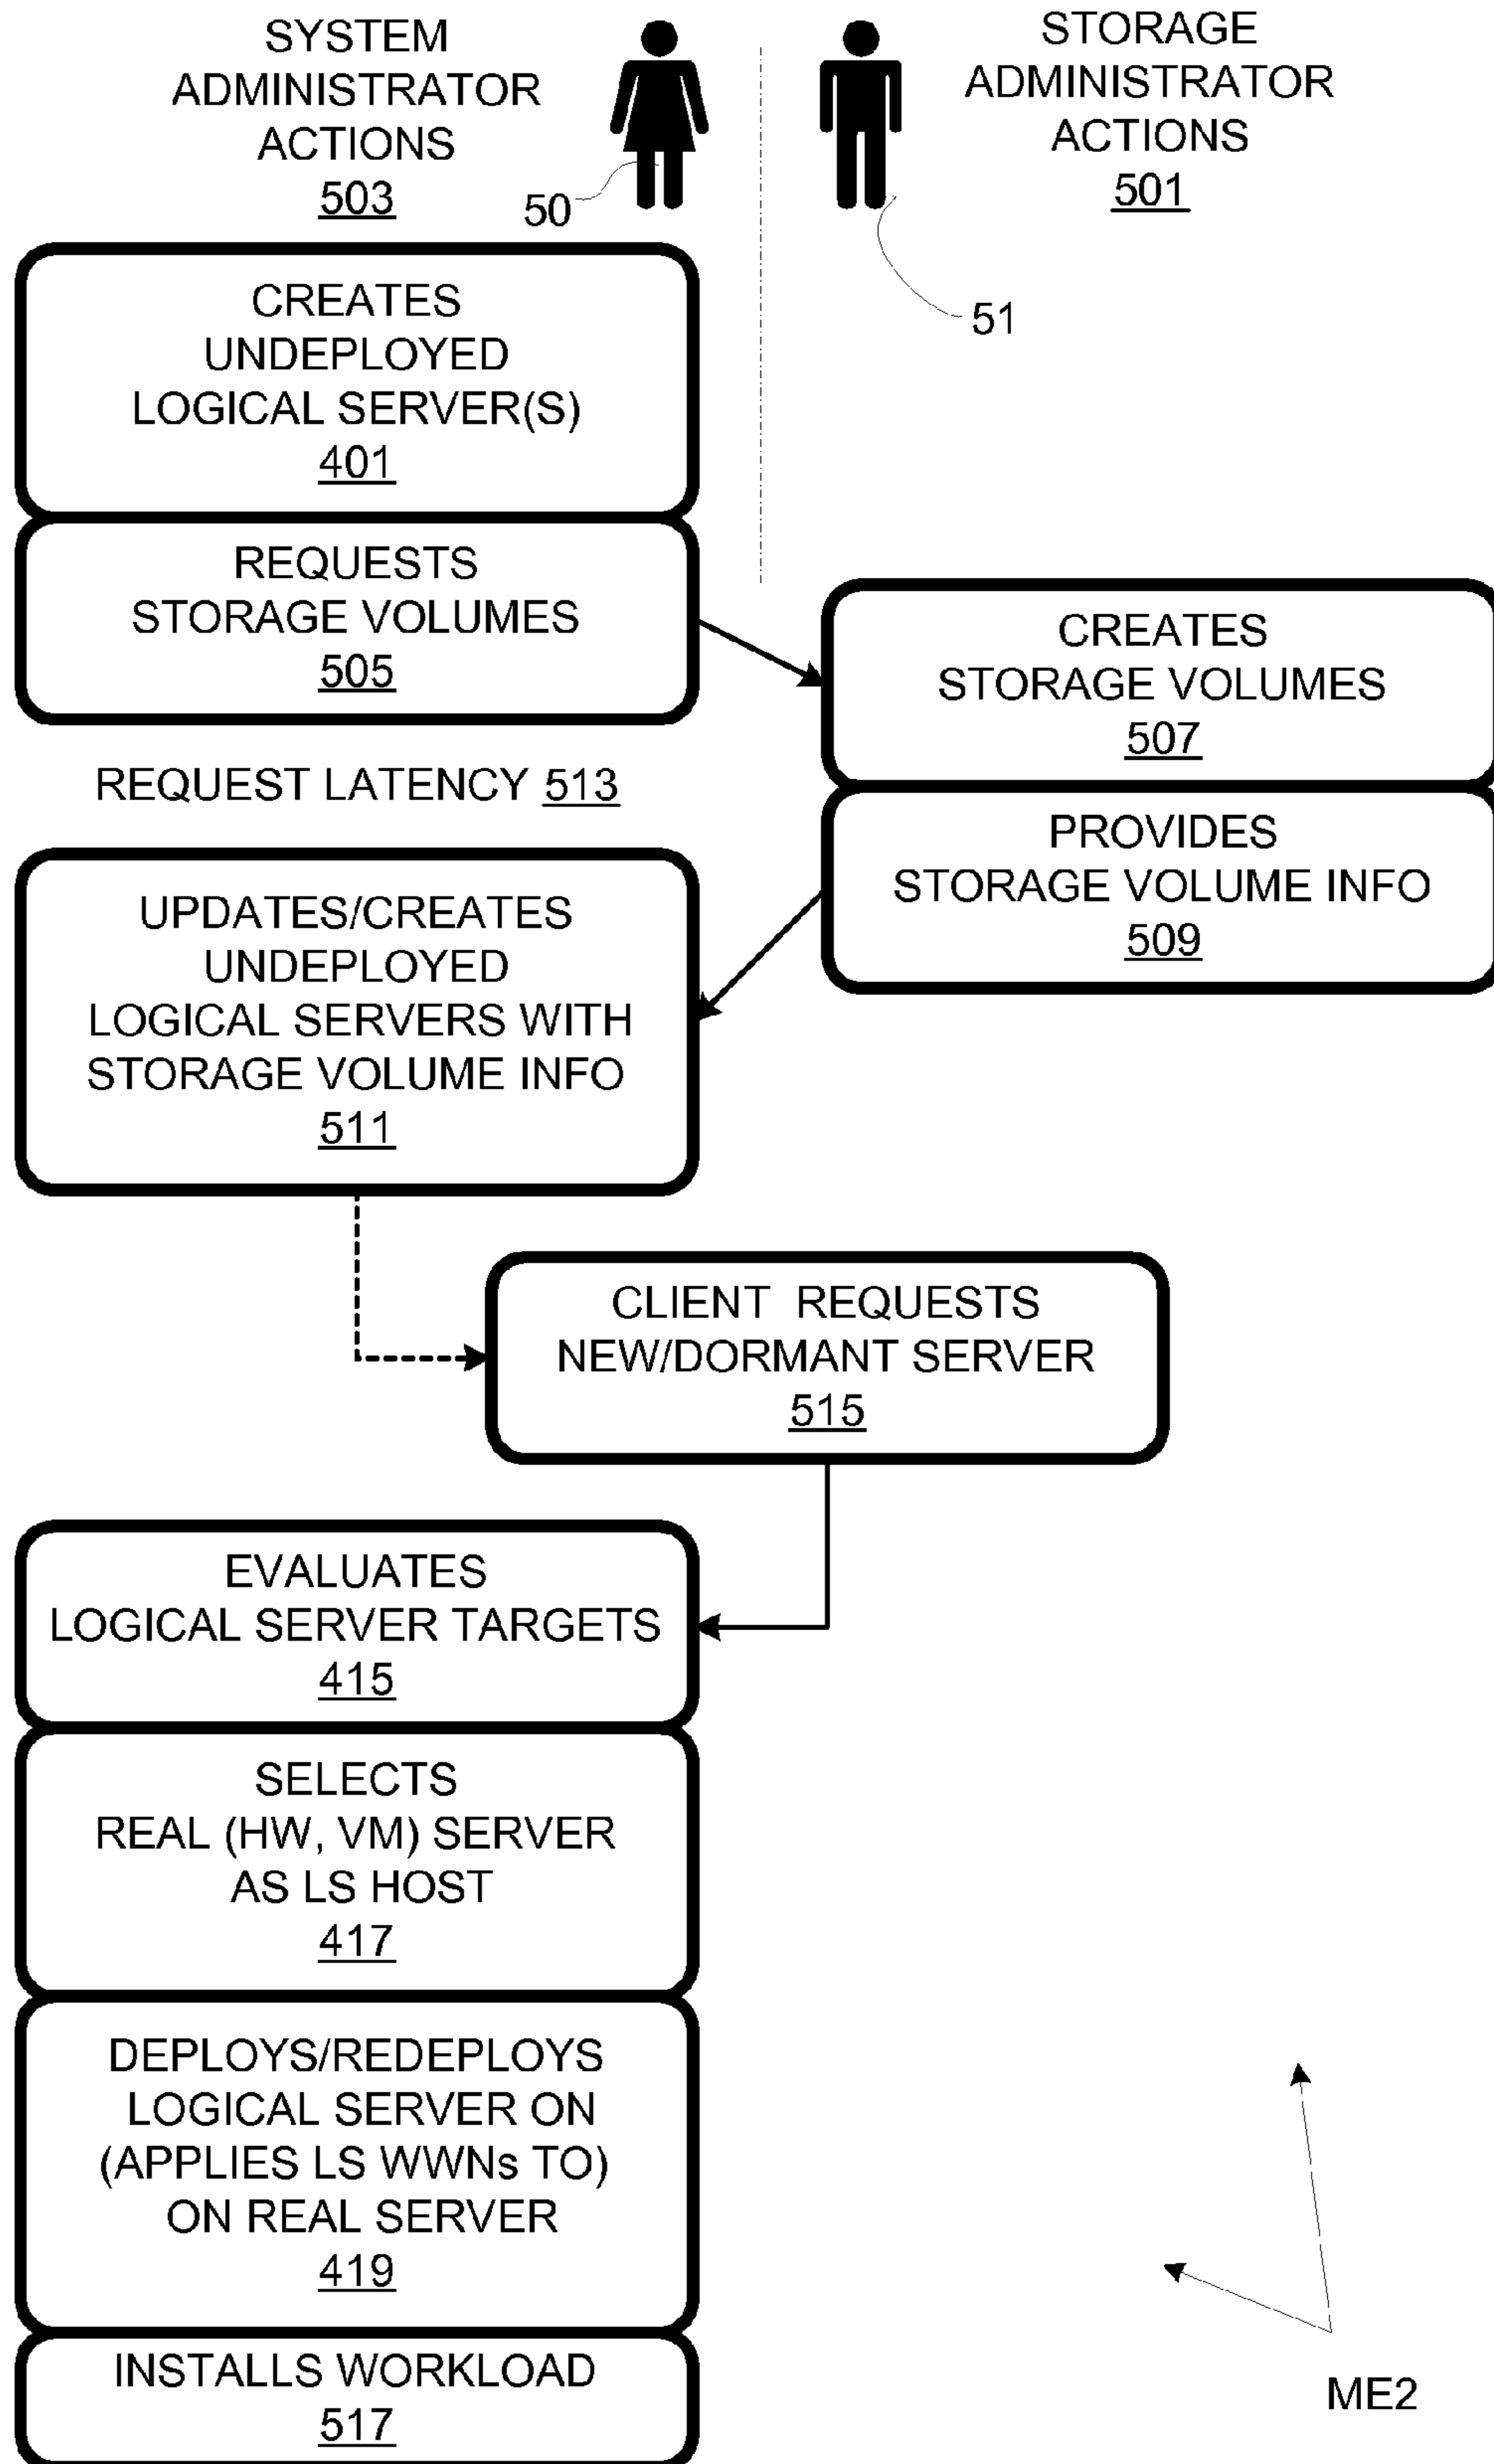 SYSTEM
ADMINISTRATOR
ACTIONS
503
50
STORAGE
ADMINISTRATOR
ACTIONS
501
51
CREATES
UNDEPLOYED
LOGICAL SERVER(S)
401
REQUESTS
STORAGE VOLUMES
505
CREATES
STORAGE VOLUMES
507
REQUEST LATENCY 513
PROVIDES
STORAGE VOLUME INFO
509
UPDATES/CREATES
UNDEPLOYED
LOGICAL SERVERS WITH
STORAGE VOLUME INFO
511
CLIENT REQUESTS
NEW/DORMANT SERVER
515
EVALUATES
LOGICAL SERVER TARGETS
415
SELECTS
REAL (HW, VM) SERVER
AS LS HOST
417
DEPLOYS/REDEPLOYS
LOGICAL SERVER ON
(APPLIES LS WWNs TO)
ON REAL SERVER
419
INSTALLS WORKLOAD
517
ME2